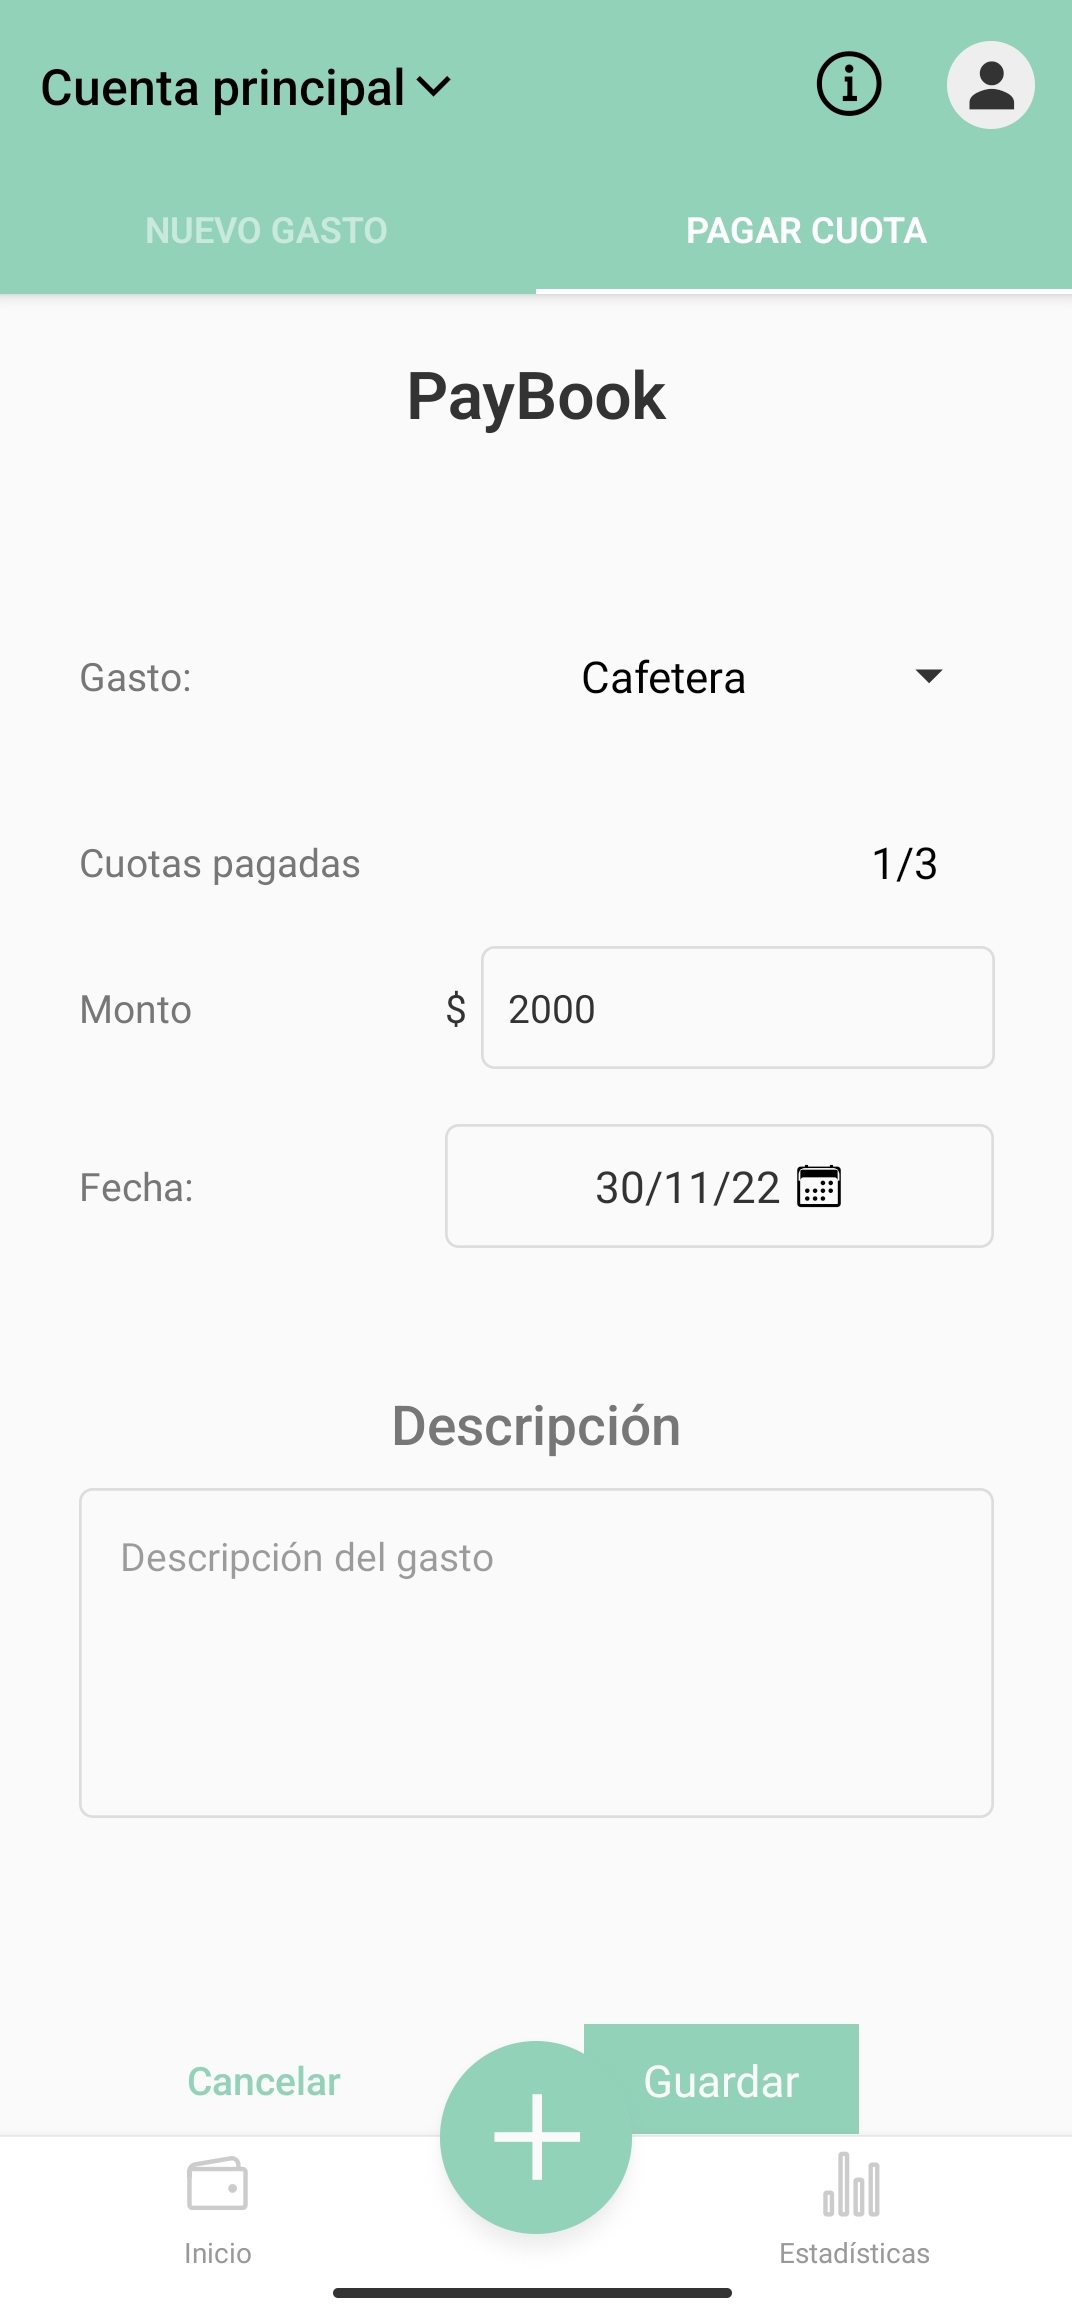 Cuenta principal
NUEVO GASTO
PAGAR CUOTA
PayBook
Gasto:
Cafetera
Cuotas pagadas
1/3
Monto
$ 2000
Fecha:
30/11/22
Descripción
Descripción del gasto
Cancelar
Guardar
Inicio
Estadísticas